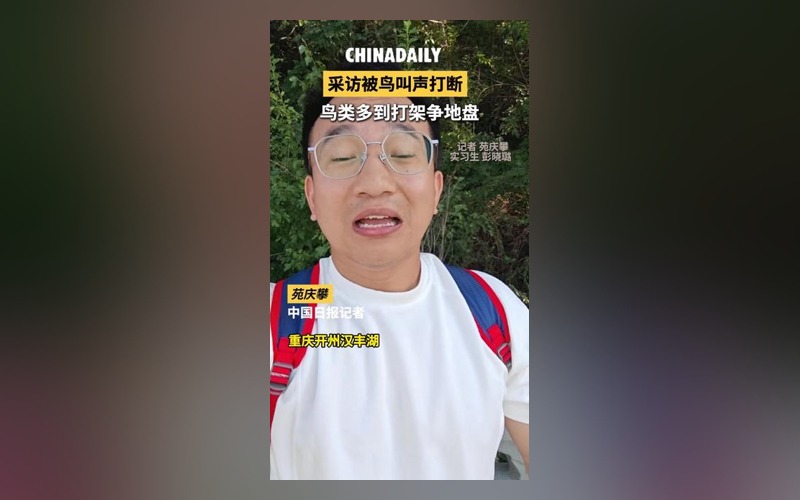 CHINADAILY
采访被鸟叫声打断
鸟类多到打架争地盘
记者 苑庆攀
实习生 彭晓璐
苑庆攀
中国日报记者
重庆开州汉丰湖